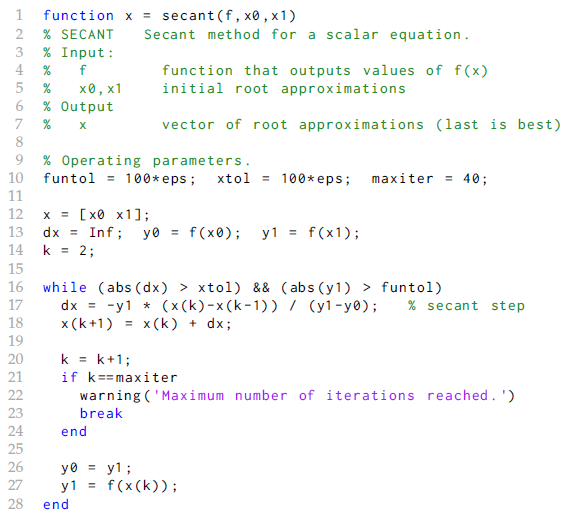 1 function x = secant(f,x0,x1)
2 % SECANT   Secant method for a scalar equation.
3 % Input:
4 %   f        function that outputs values of f(x)
5 %   x0,x1    initial root approximations
6 % Output
7 %   x        vector of root approximations (last is best)
8
9 % Operating parameters.
10 funtol = 100*eps;  xtol = 100*eps;  maxiter = 40;
11
12 x = [x0 x1];
13 dx = Inf;  y0 = f(x0);  y1 = f(x1);
14 k = 2;
15
16 while (abs(dx) > xtol) && (abs(y1) > funtol)
17   dx = -y1 * (x(k)-x(k-1)) / (y1-y0);   % secant step
18   x(k+1) = x(k) + dx;
19
20   k = k+1;
21   if k==maxiter
22     warning('Maximum number of iterations reached.')
23     break
24   end
25
26   y0 = y1;
27   y1 = f(x(k));
28 end